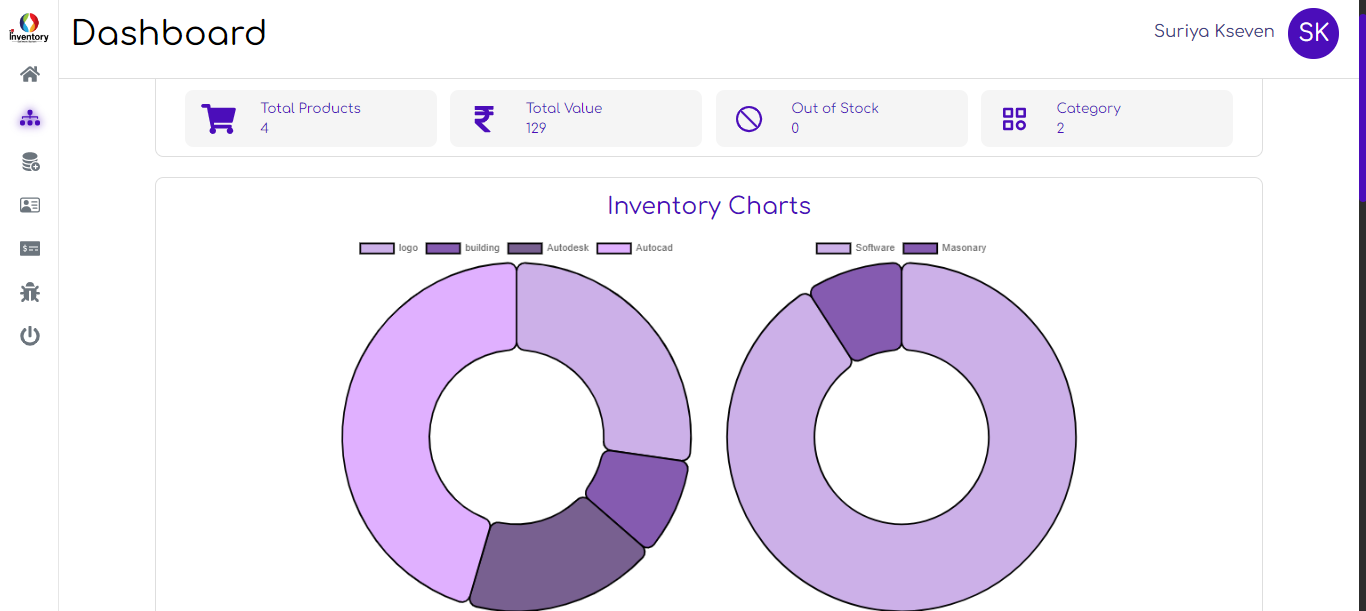 inventory
Dashboard
Suriya Kseven
SK
Total Products
4
Total Value
129
Out of Stock
0
Category
2
Inventory Charts
logo building Autodesk Autocad
Software Masonary